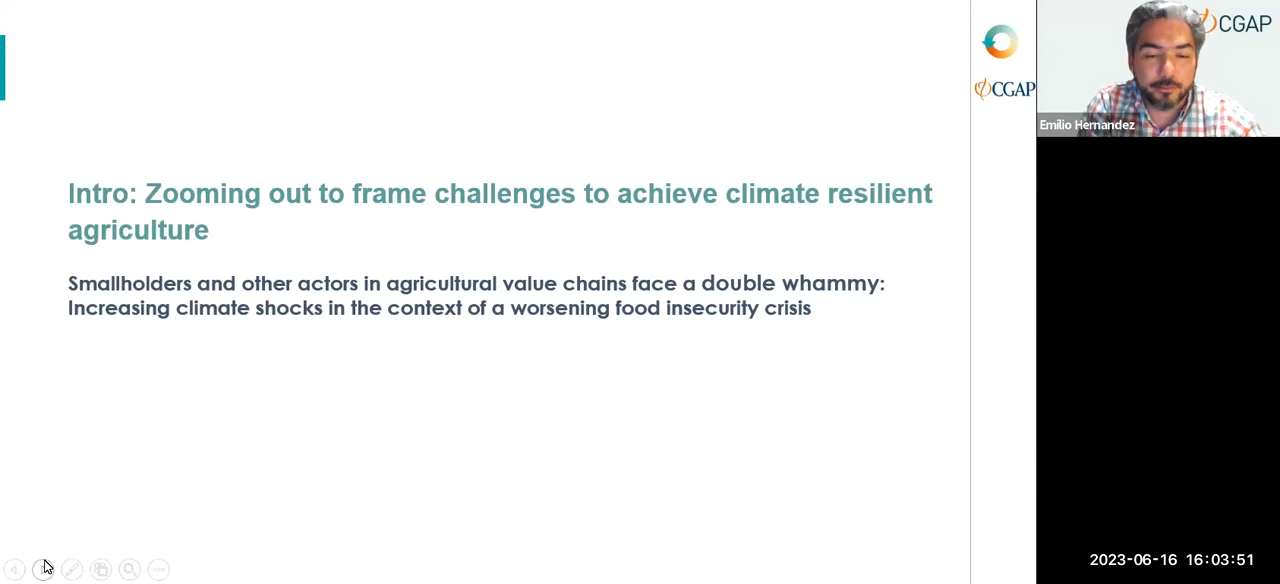 Intro: Zooming out to frame challenges to achieve climate resilient
agriculture
Smallholders and other actors in agricultural value chains face a double whammy:
Increasing climate shocks in the context of a worsening food insecurity crisis
CGAP
CGAP
Emilio Hernandez
2023-06-16 16:03:51